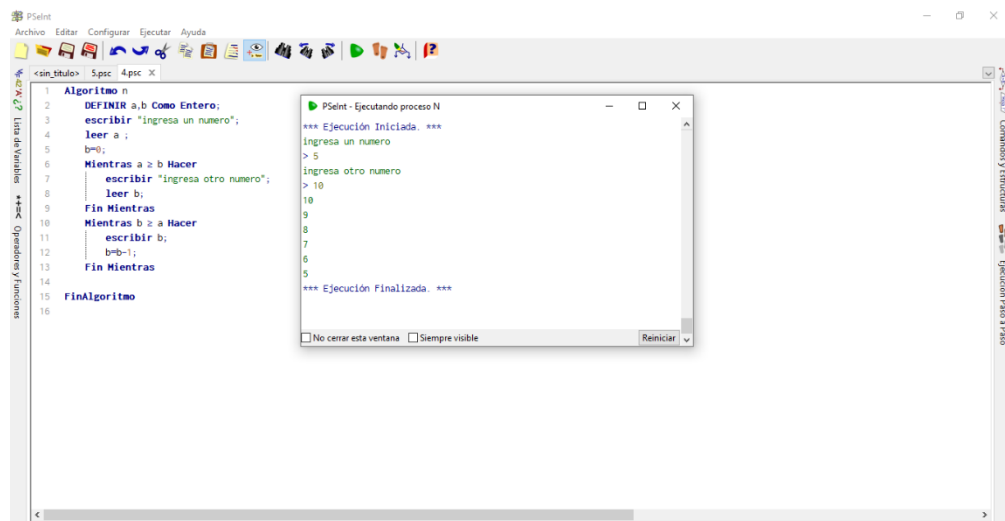 PSeInt
Archivo Editar Configurar Ejecutar Ayuda
<sin_titulo> 5.psc 4.psc X
1 Algoritmo n
2 DEFINIR a,b Como Entero;
3 escribir "ingresa un numero";
4 leer a ;
5 b=0;
6 Mientras a ≥ b Hacer
7 escribir "ingresa otro numero";
8 leer b;
9 Fin Mientras
10 Mientras b ≥ a Hacer
11 escribir b;
12 b=b-1;
13 Fin Mientras
14
15 FinAlgoritmo
16
PSeInt - Ejecutando proceso N
*** Ejecución Iniciada. ***
ingresa un numero
> 5
ingresa otro numero
> 10
10
9
8
7
6
5
*** Ejecución Finalizada. ***
No cerrar esta ventana Siempre visible Reiniciar
Lista de Variables
Operadores y Funciones
Comandos y Estructuras
Ejecución Paso a Paso